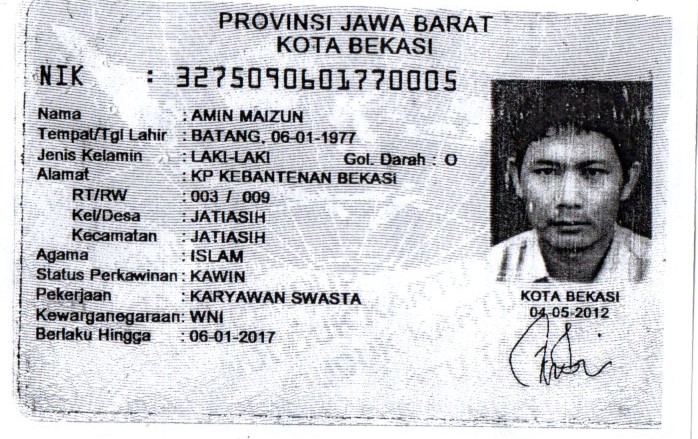 PROVINSI JAWA BARAT
KOTA BEKASI
NIK : 3275090601770005
Nama : AMIN MAIZUN
Tempat/Tgl Lahir : BATANG, 06-01-1977
Jenis Kelamin : LAKI-LAKI Gol. Darah : O
Alamat : KP KEBANTENAN BEKASI
RT/RW : 003 / 009
Kel/Desa : JATIASIH
Kecamatan : JATIASIH
Agama : ISLAM
Status Perkawinan : KAWIN
Pekerjaan : KARYAWAN SWASTA
Kewarganegaraan : WNI
Berlaku Hingga : 06-01-2017
KOTA BEKASI
04-05-2012